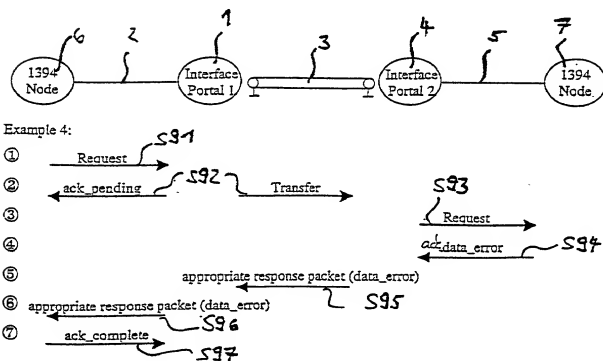 6 2 1 3 4 5 7
1394 Node Interface Portal 1 Interface Portal 2 1394 Node
Example 4:
① Request S91
② ack_pending S92 Transfer
③ S93 Request
④ ack_data_error S94
⑤ appropriate response packet (data_error) S95
⑥ appropriate response packet (data_error) S96
⑦ ack_complete S97